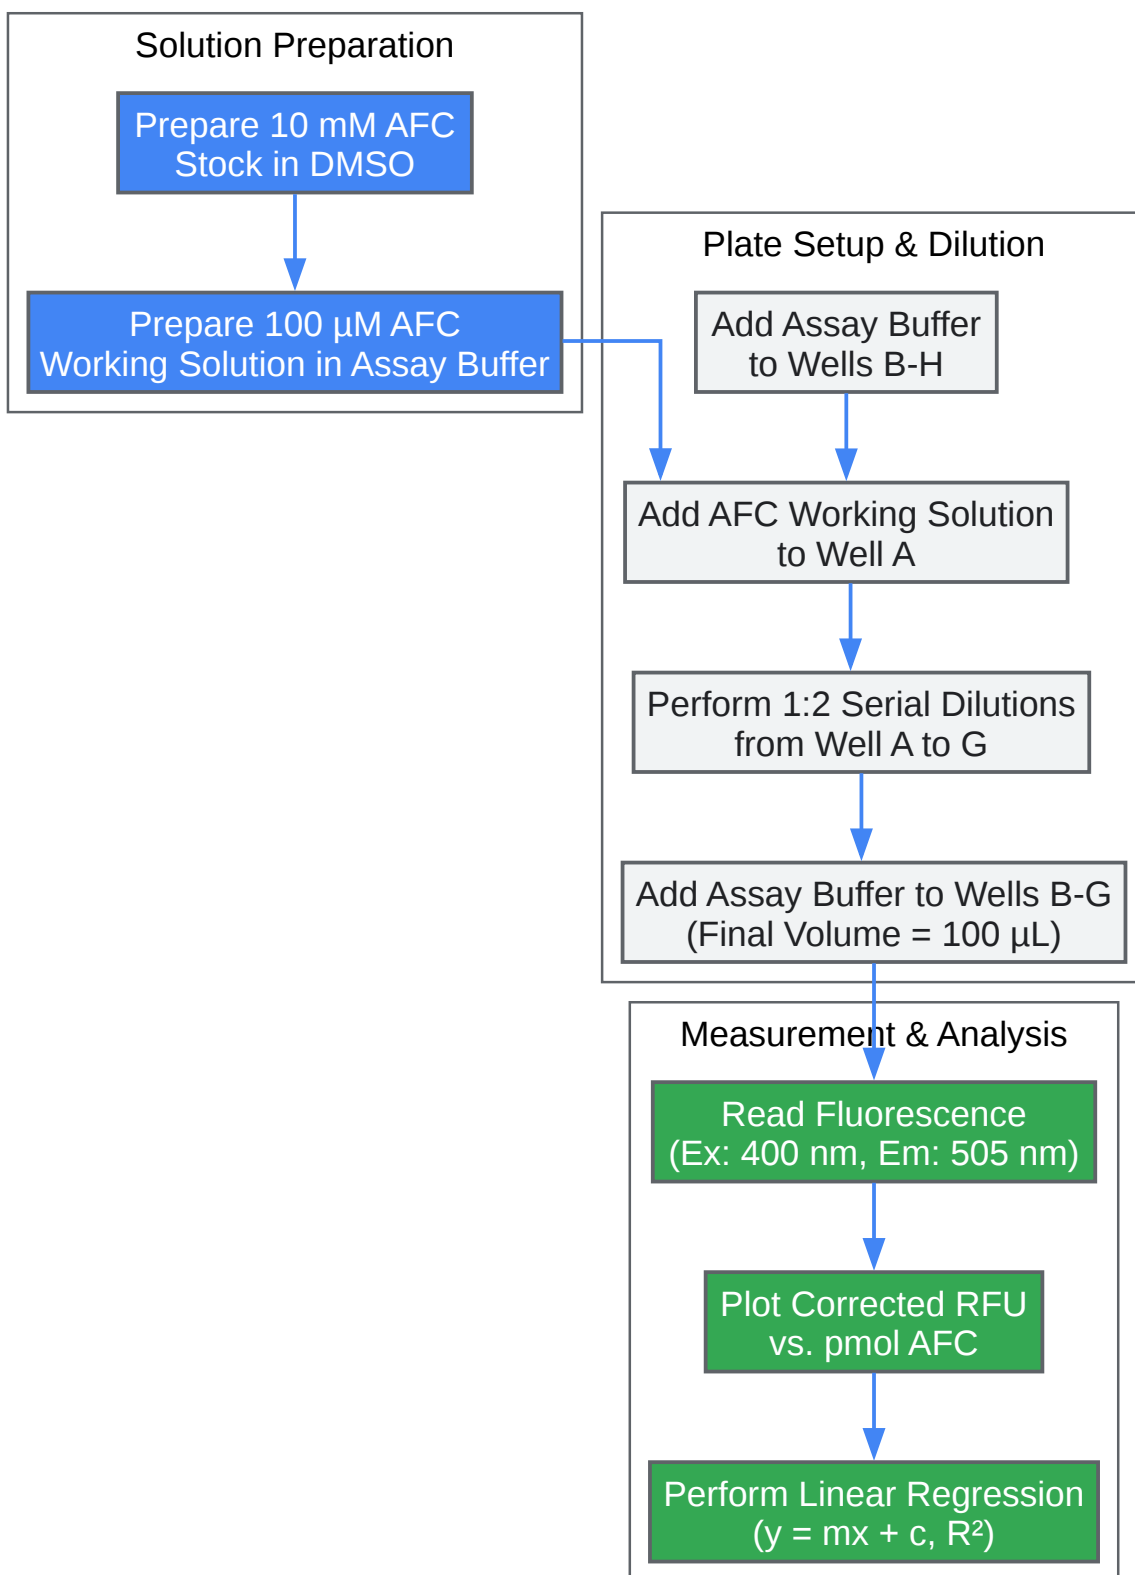 Solution Preparation
Prepare 10 mM AFC
Stock in DMSO
Prepare 100 µM AFC
Working Solution in Assay Buffer
Plate Setup & Dilution
Add Assay Buffer
to Wells B-H
Add AFC Working Solution
to Well A
Perform 1:2 Serial Dilutions
from Well A to G
Add Assay Buffer to Wells B-G
(Final Volume = 100 µL)
Measurement & Analysis
Read Fluorescence
(Ex: 400 nm, Em: 505 nm)
Plot Corrected RFU
vs. pmol AFC
Perform Linear Regression
(y = mx + c, R²)